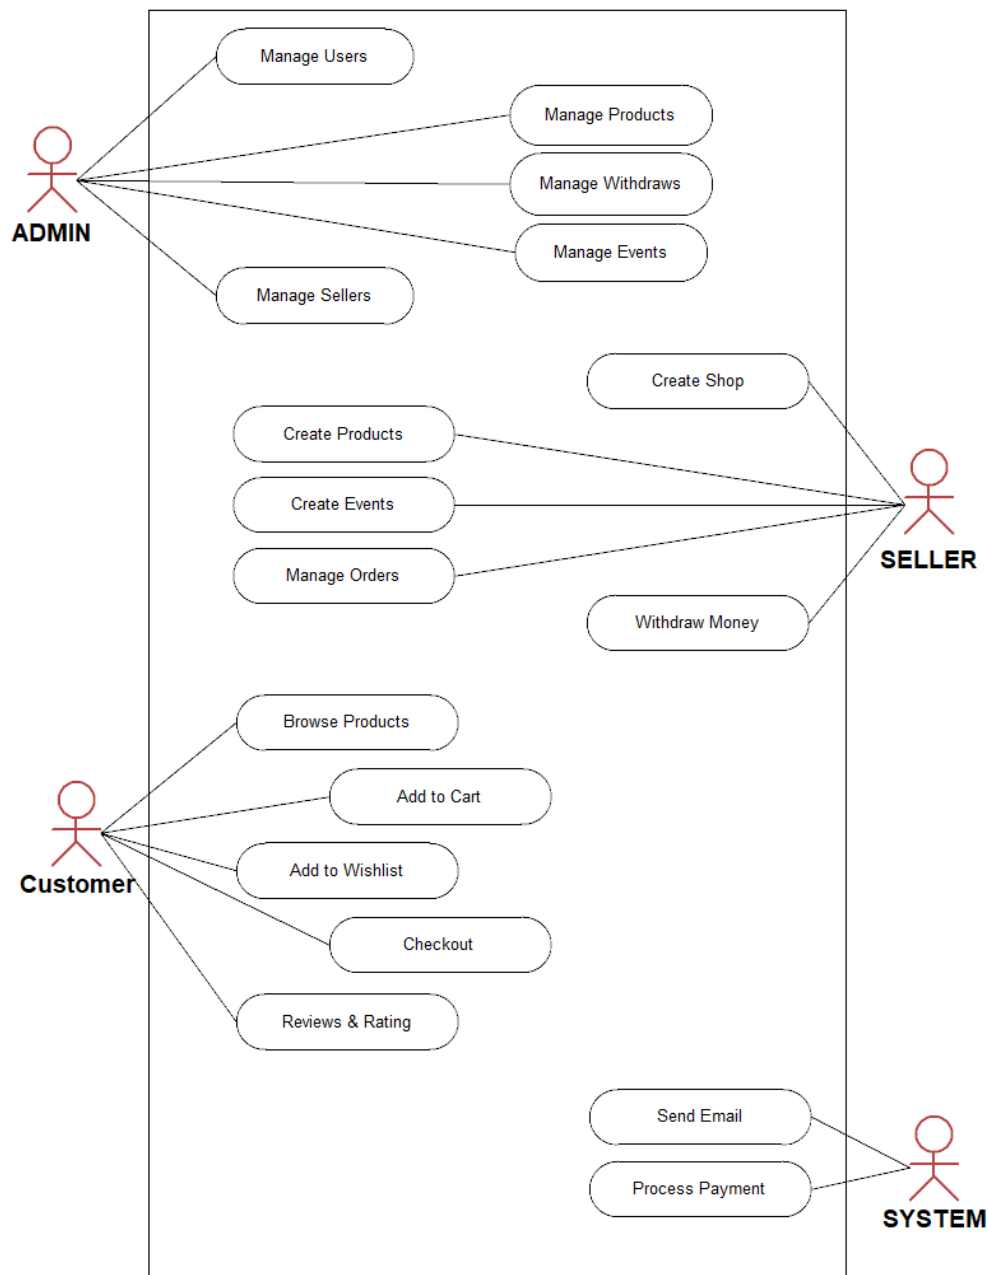 Manage Users
Manage Products
Manage Withdraws
ADMIN
Manage Events
Manage Sellers
Create Shop
Create Products
Create Events
SELLER
Manage Orders
Withdraw Money
Browse Products
Add to Cart
Customer
Add to Wishlist
Checkout
Reviews & Rating
Send Email
Process Payment
SYSTEM